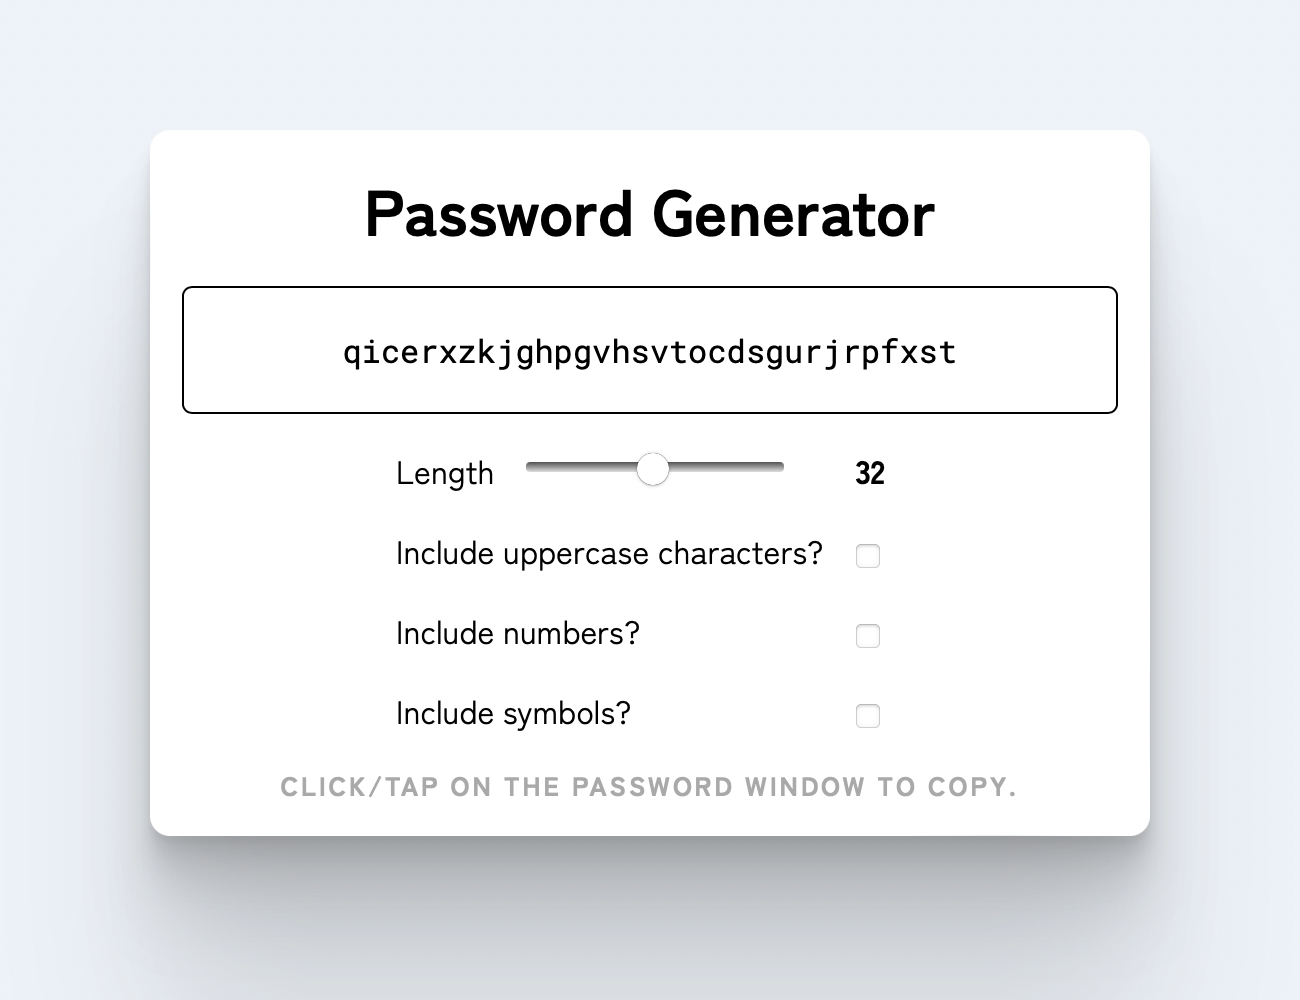 Password Generator
qicerxzkjghpgvhsvtocdsgurjrpfxst
Length 32
Include uppercase characters?
Include numbers?
Include symbols?
CLICK/TAP ON THE PASSWORD WINDOW TO COPY.